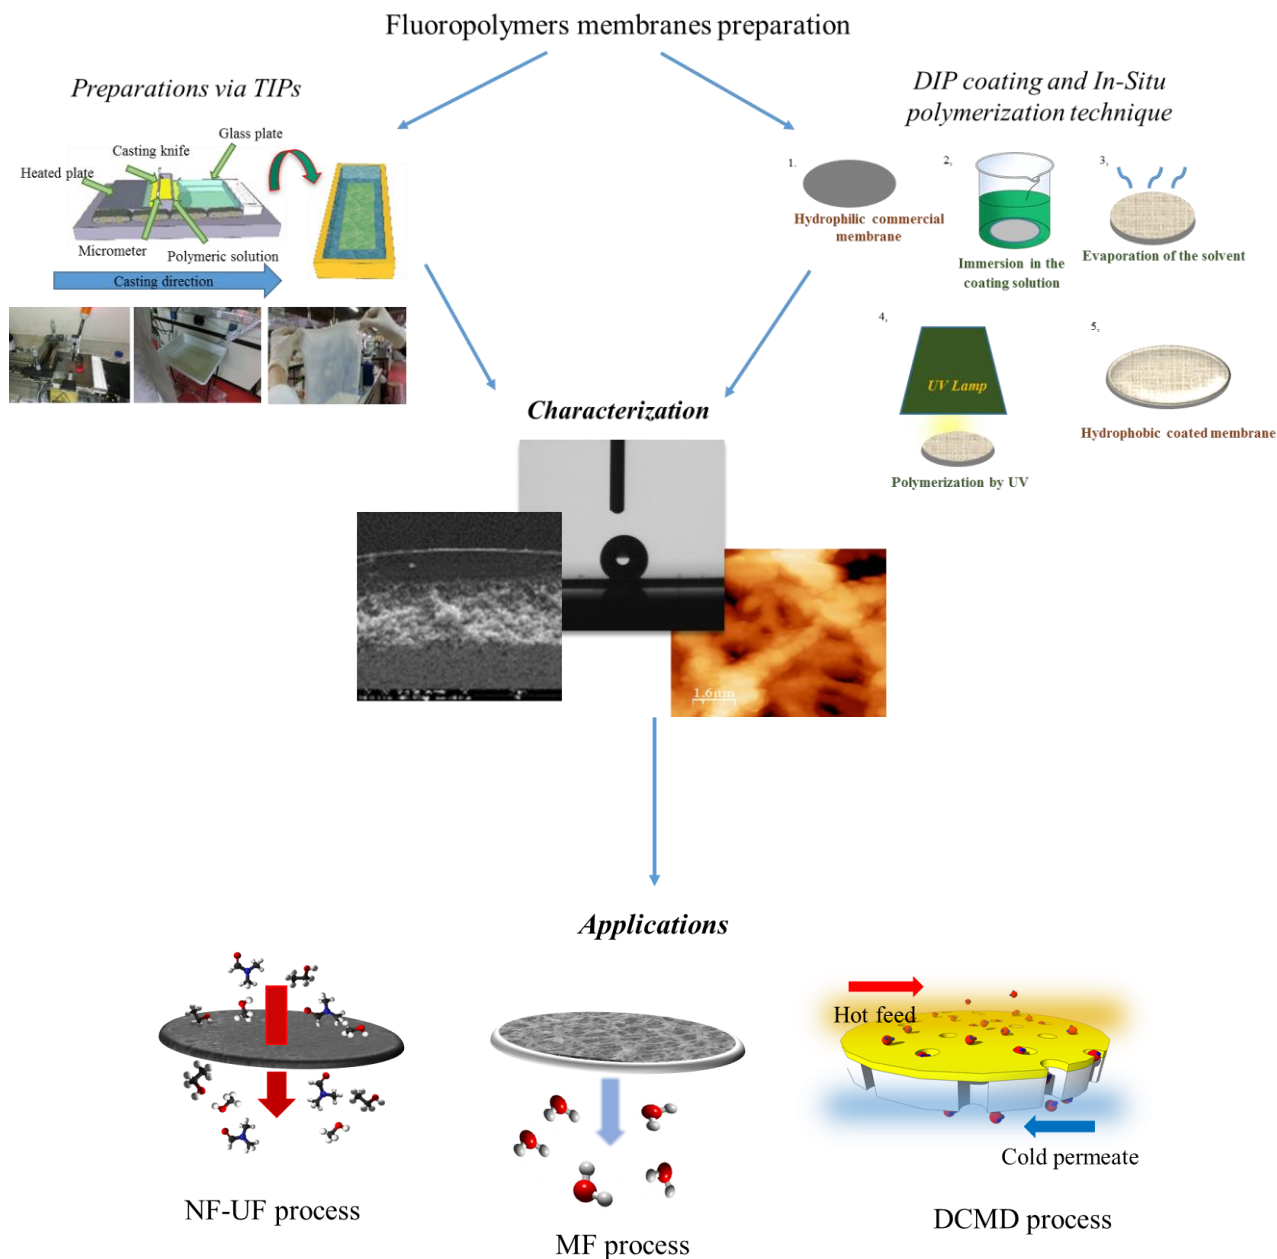 Fluoropolymers membranes preparation
Preparations via TIPs
Glass plate
Casting knife
Heated plate
Micrometer
Polymeric solution
Casting direction
DIP coating and In-Situ
polymerization technique
1.
Hydrophilic commercial
membrane
2,
Immersion in the
coating solution
3,
Evaporation of the solvent
4,
UV Lamp
Polymerization by UV
5,
Hydrophobic coated membrane
Characterization
1.6µm
Applications
NF-UF process
MF process
Hot feed
Cold permeate
DCMD process